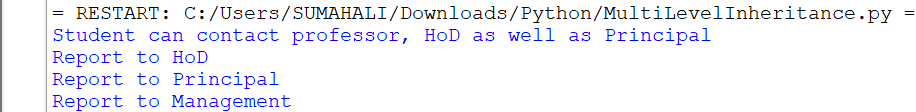 = RESTART: C:/Users/SUMAHALI/Downloads/Python/MultiLevelInheritance.py =
Student can contact professor, HoD as well as Principal
Report to HoD
Report to Principal
Report to Management